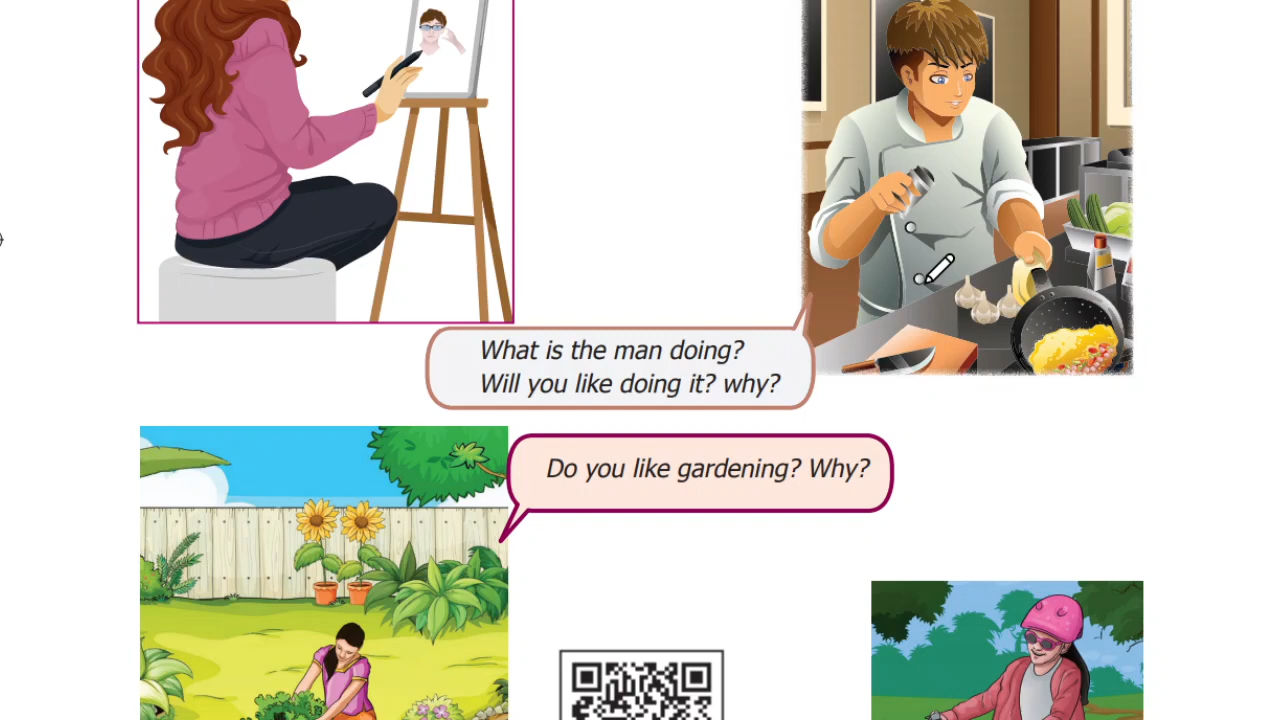 What is the man doing?
Will you like doing it? why?
Do you like gardening? Why?